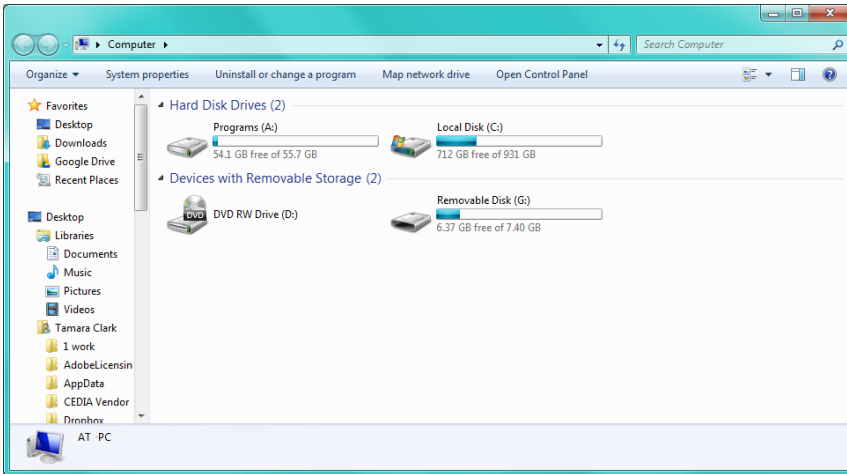 Computer
Search Computer
Organize
System properties
Uninstall or change a program
Map network drive
Open Control Panel
Favorites
Desktop
Downloads
Google Drive
Recent Places
Desktop
Libraries
Documents
Music
Pictures
Videos
Tamara Clark
1 work
AdobeLicensin
AppData
CEDIA Vendor
Dropbox
Hard Disk Drives (2)
Programs (A:)
54.1 GB free of 55.7 GB
Local Disk (C:)
712 GB free of 931 GB
Devices with Removable Storage (2)
DVD
DVD RW Drive (D:)
Removable Disk (G:)
6.37 GB free of 7.40 GB
AT -PC